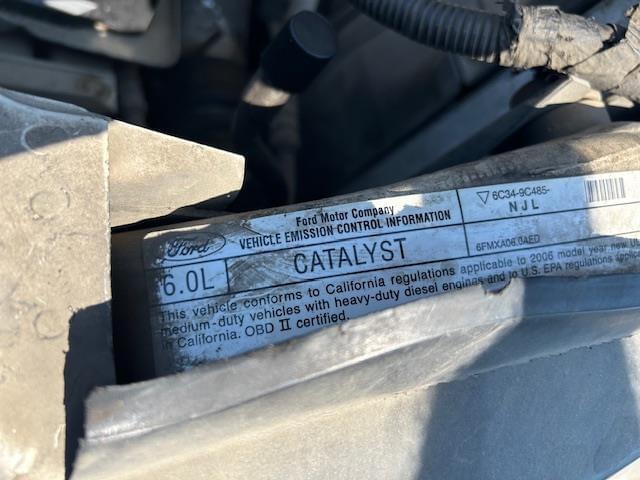 Ford
Ford Motor Company
VEHICLE EMISSION CONTROL INFORMATION
6C34-9C485-
NJL
6.0L
CATALYST
6FMXA06.0AED
This vehicle conforms to California regulations applicable to 2006 model year new
medium-duty vehicles with heavy-duty diesel engines and to U.S. EPA regulations
in California. OBD II certified.